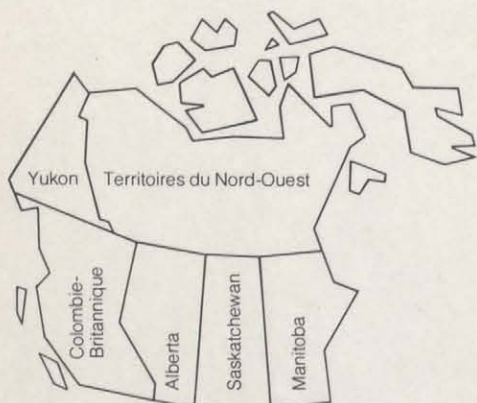 Yukon
Territoires du Nord-Ouest
Colombie-
Britannique
Alberta
Saskatchewan
Manitoba